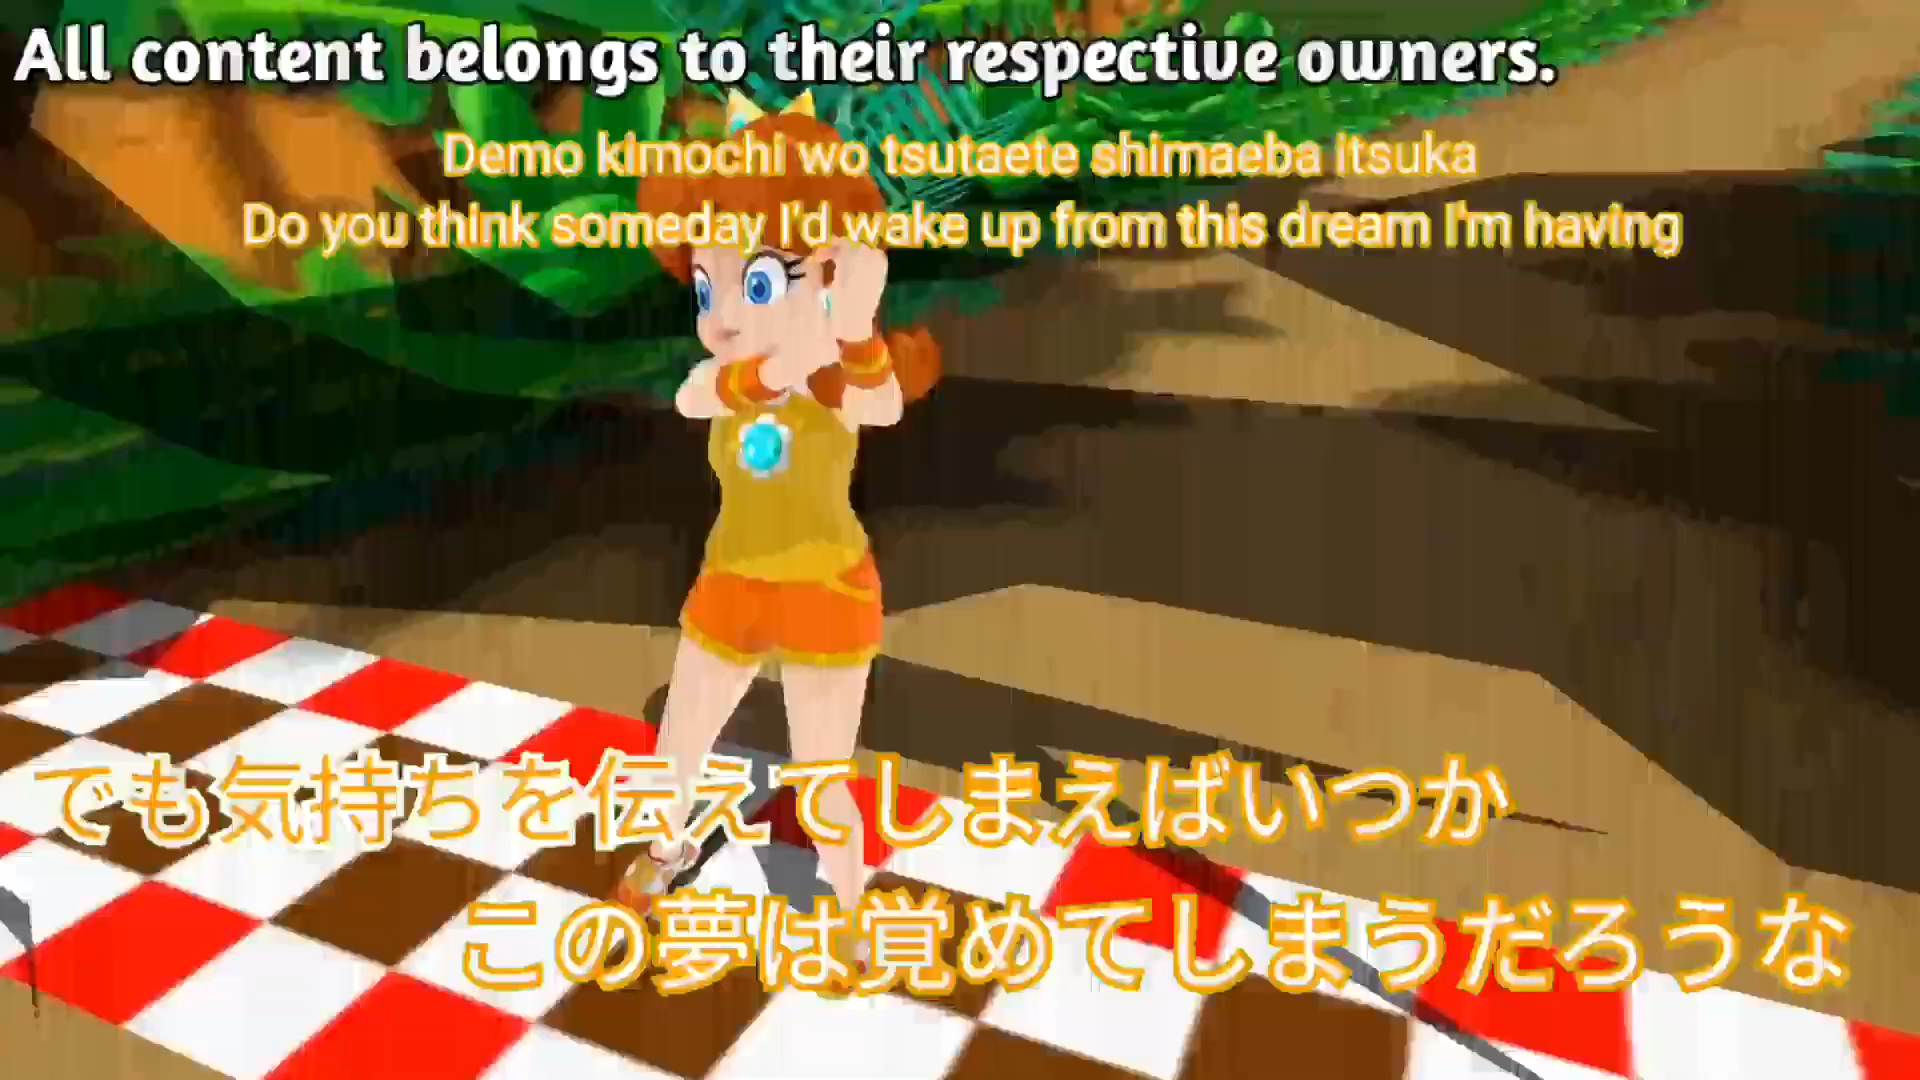 All content belongs to their respective owners.
Demo kimochi wo tsutaete shimaeba itsuka
Do you think someday I'd wake up from this dream I'm having
でも気持ちを伝えてしまえばいつか
この夢は覚めてしまうだろうな